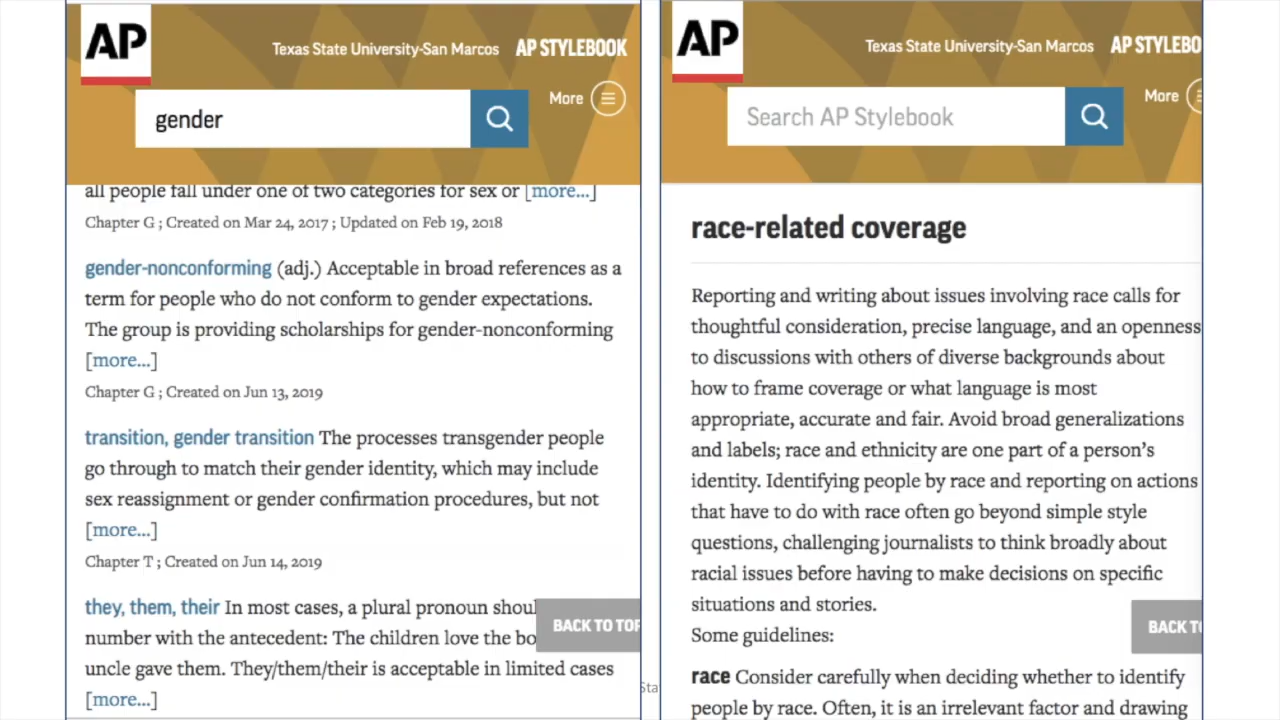 AP
Texas State University-San Marcos AP STYLEBOOK
More
gender
all people fall under one of two categories for sex or [more...]
Chapter G ; Created on Mar 24, 2017 ; Updated on Feb 19, 2018
gender-nonconforming (adj.) Acceptable in broad references as a
term for people who do not conform to gender expectations.
The group is providing scholarships for gender-nonconforming
[more...]
Chapter G ; Created on Jun 13, 2019
transition, gender transition The processes transgender people
go through to match their gender identity, which may include
sex reassignment or gender confirmation procedures, but not
[more...]
Chapter T ; Created on Jun 14, 2019
they, them, their In most cases, a plural pronoun shoul
number with the antecedent: The children love the bo
uncle gave them. They/them/their is acceptable in limited cases
[more...]
BACK TO TOP
AP
Texas State University-San Marcos AP STYLEBO
More
Search AP Stylebook
race-related coverage
Reporting and writing about issues involving race calls for
thoughtful consideration, precise language, and an openness
to discussions with others of diverse backgrounds about
how to frame coverage or what language is most
appropriate, accurate and fair. Avoid broad generalizations
and labels; race and ethnicity are one part of a person's
identity. Identifying people by race and reporting on actions
that have to do with race often go beyond simple style
questions, challenging journalists to think broadly about
racial issues before having to make decisions on specific
situations and stories.
Some guidelines:
race Consider carefully when deciding whether to identify
people by race. Often, it is an irrelevant factor and drawing
BACK TO
Sta